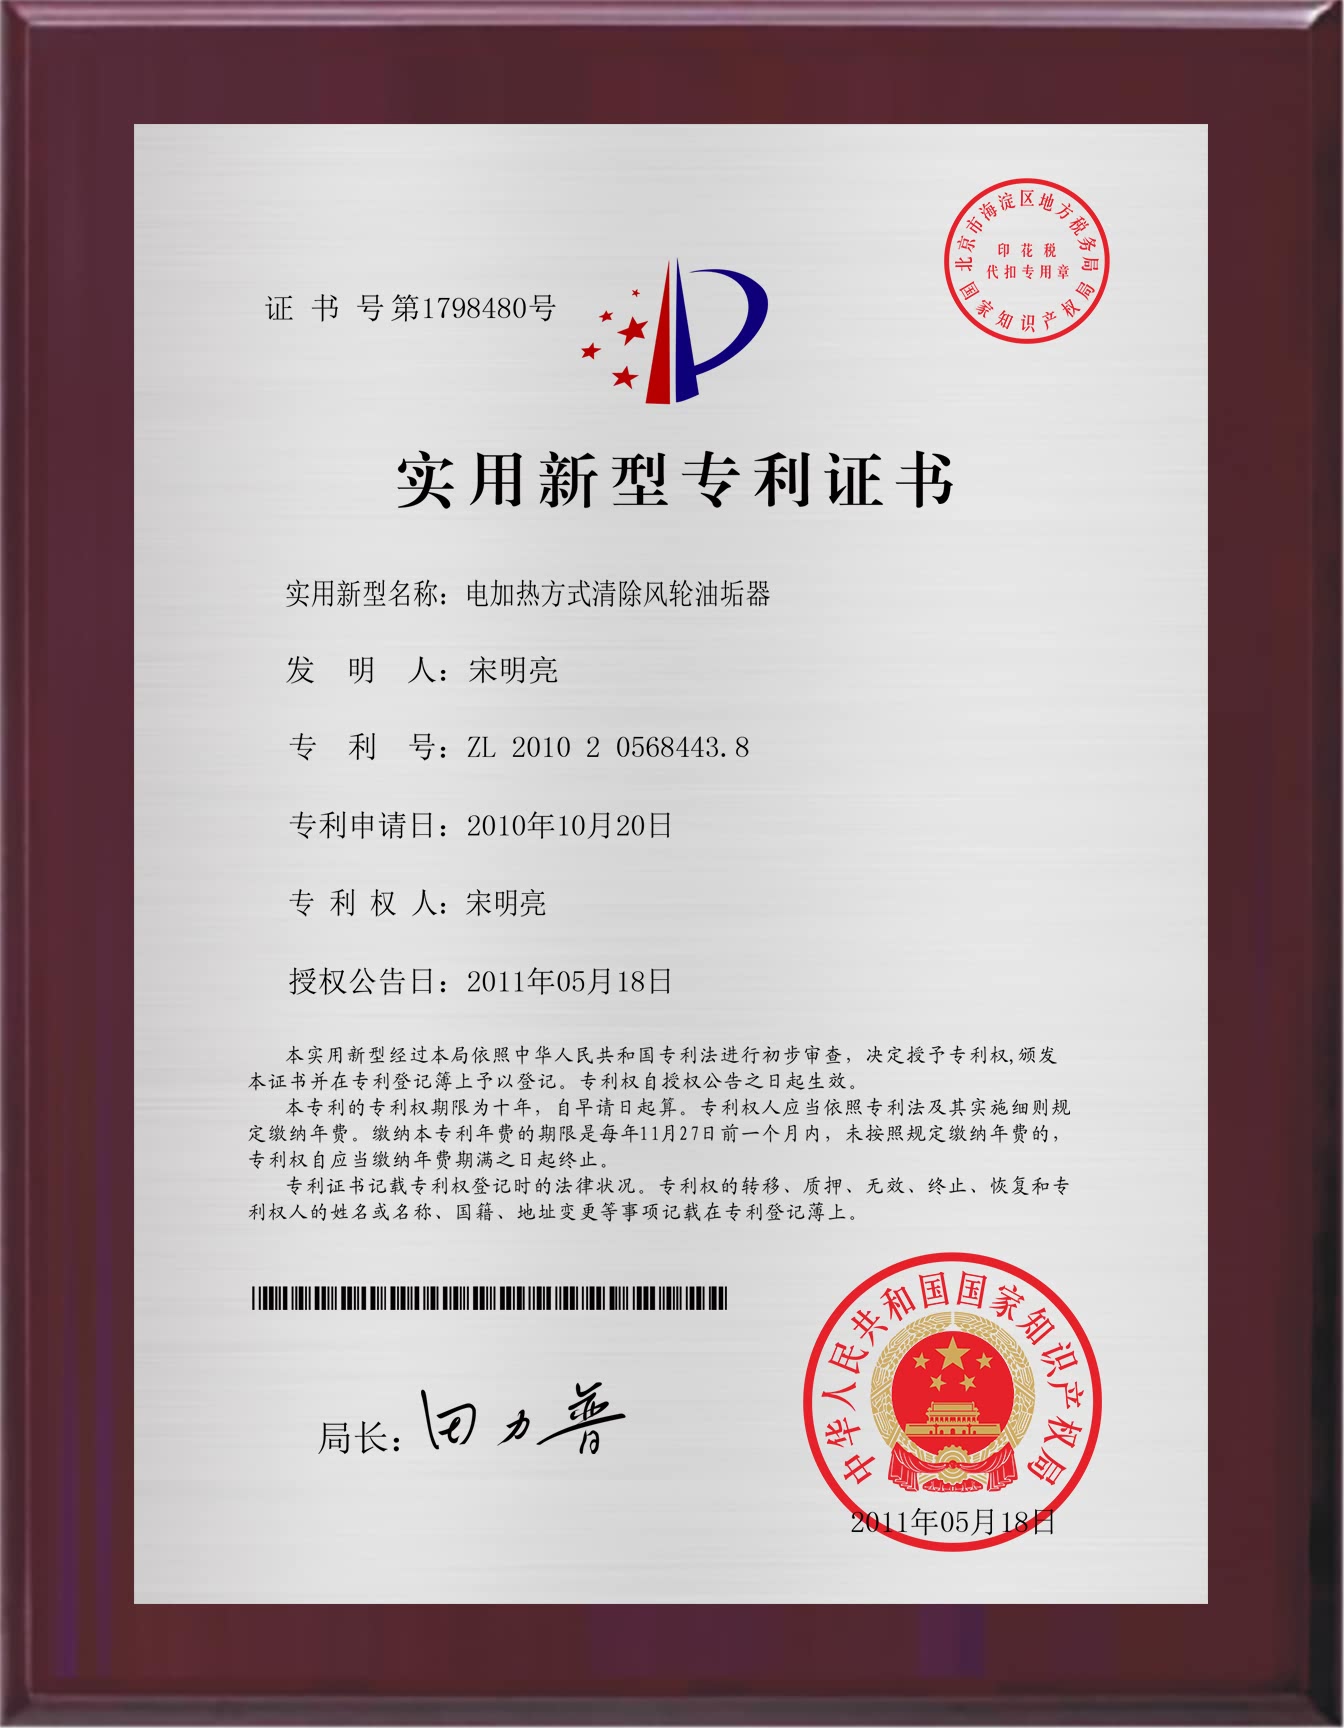 证 书 号 第1798480号
北京市海淀区地方税务局
印花税
代扣专用章
国家知识产权局
实用新型专利证书
实用新型名称：电加热方式清除风轮油垢器
发 明 人：宋明亮
专 利 号：ZL 2010 2 0568443.8
专利申请日：2010年10月20日
专 利 权 人：宋明亮
授权公告日：2011年05月18日
本实用新型经过本局依照中华人民共和国专利法进行初步审查，决定授予专利权,颁发
本证书并在专利登记簿上予以登记。专利权自授权公告之日起生效。
本专利的专利权期限为十年，自早请日起算。专利权人应当依照专利法及其实施细则规
定缴纳年费。缴纳本专利年费的期限是每年11月27日前一个月内，未按照规定缴纳年费的，
专利权自应当缴纳年费期满之日起终止。
专利证书记载专利权登记时的法律状况。专利权的转移、质押、无效、终止、恢复和专
利权人的姓名或名称、国籍、地址变更等事项记载在专利登记薄上。
局长：田力普
中华人民共和国国家知识产权局
2011年05月18日